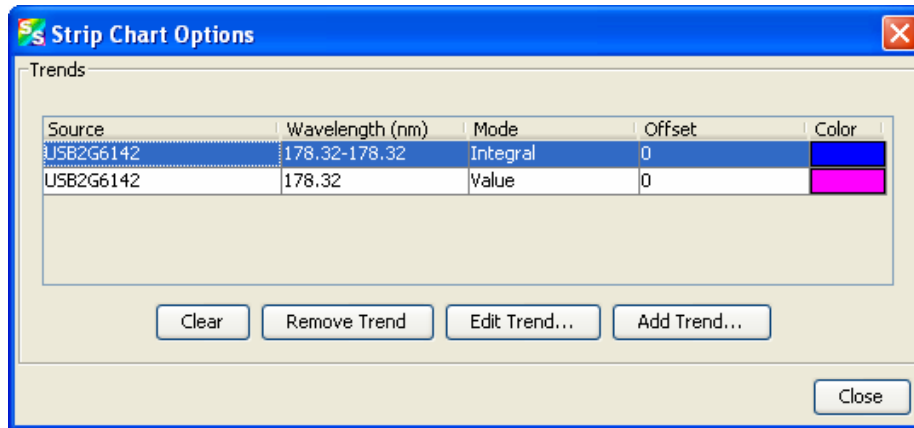 SS Strip Chart Options
Trends
Source Wavelength (nm) Mode Offset Color
USB2G6142 178.32-178.32 Integral 0
USB2G6142 178.32 Value 0
Clear Remove Trend Edit Trend... Add Trend...
Close